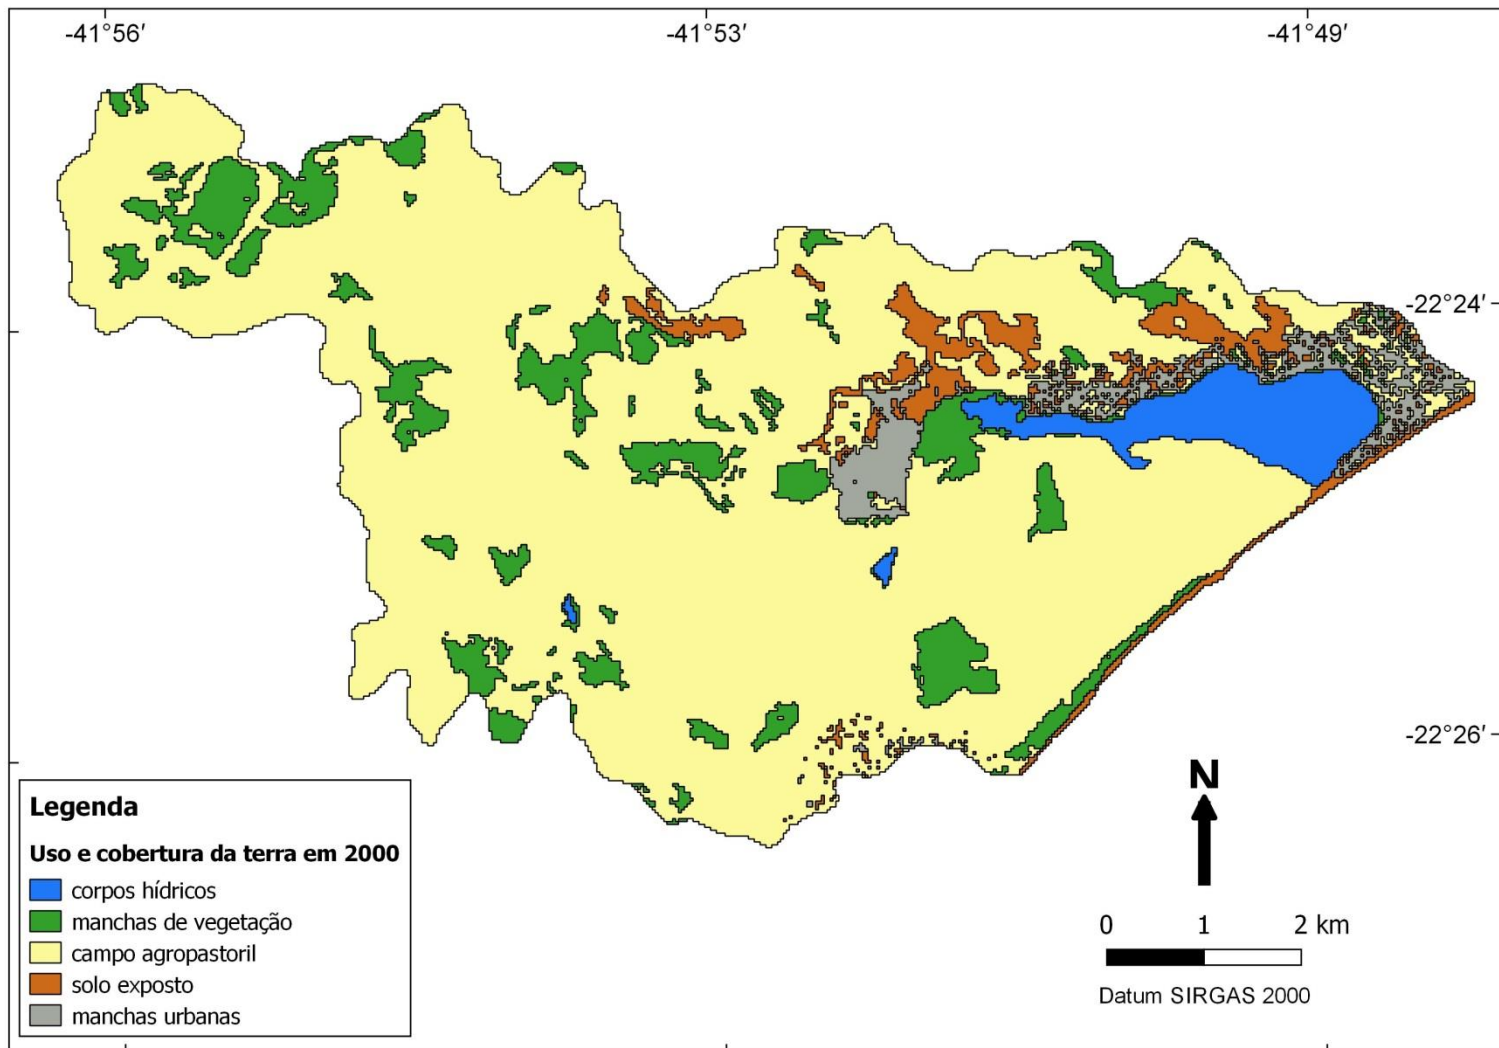 -41°56′ -41°53′ -41°49′
-22°24′
-22°26′
N
0 1 2 km
Datum SIRGAS 2000
Legenda
Uso e cobertura da terra em 2000
corpos hídricos
manchas de vegetação
campo agropastoril
solo exposto
manchas urbanas